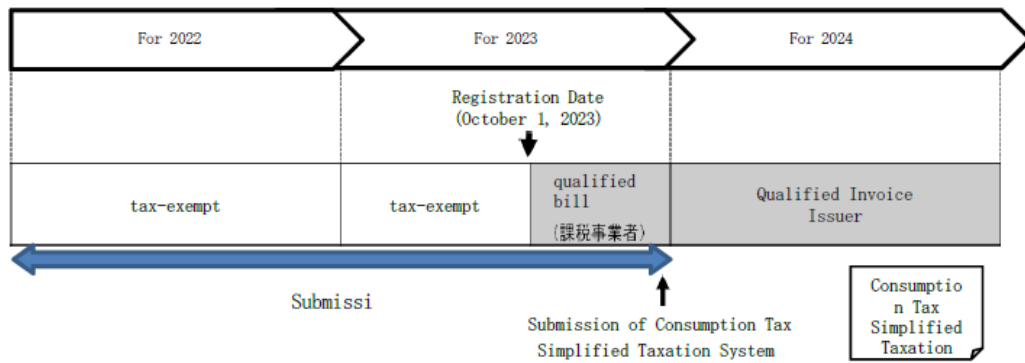 For 2022
For 2023
For 2024
Registration Date
(October 1, 2023)
tax-exempt
tax-exempt
qualified
bill
(課税事業者)
Qualified Invoice
Issuer
Submissi
Submission of Consumption Tax
Simplified Taxation System
Consumptio
n Tax
Simplified
Taxation